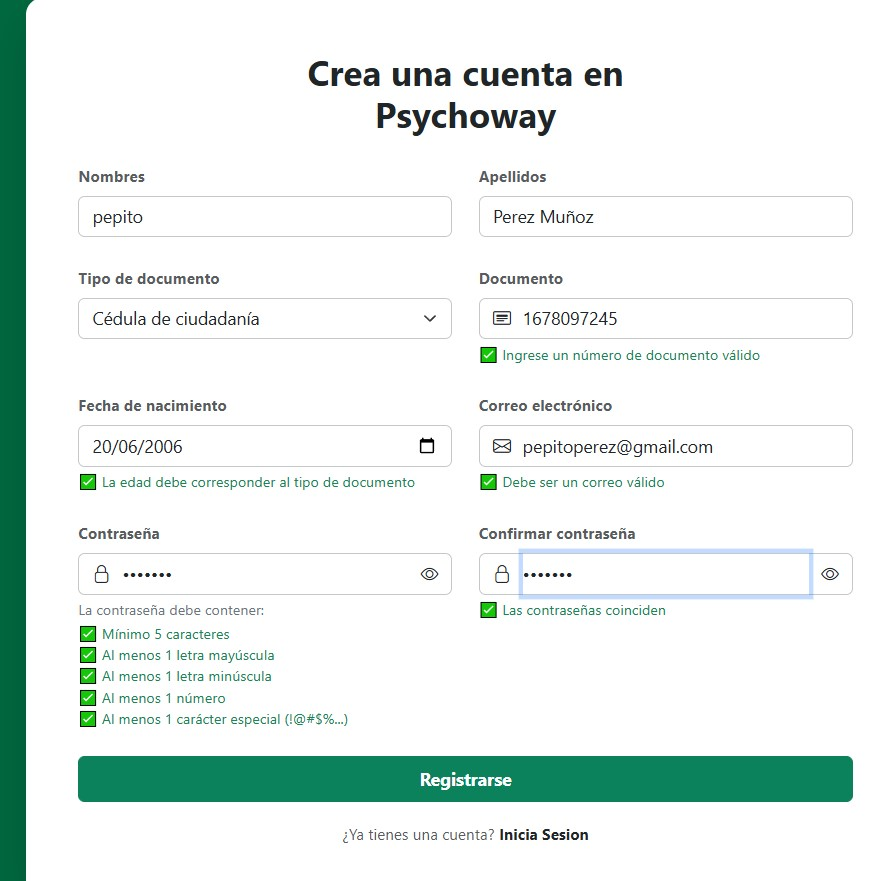 Crea una cuenta en
Psychoway
Nombres
Apellidos
pepito
Perez Muñoz
Tipo de documento
Documento
Cédula de ciudadanía
1678097245
Ingrese un número de documento válido
Fecha de nacimiento
Correo electrónico
20/06/2006
pepitoperez@gmail.com
La edad debe corresponder al tipo de documento
Debe ser un correo válido
Contraseña
Confirmar contraseña
•••••••
•••••••
La contraseña debe contener:
Las contraseñas coinciden
Mínimo 5 caracteres
Al menos 1 letra mayúscula
Al menos 1 letra minúscula
Al menos 1 número
Al menos 1 carácter especial (!@#$%...)
Registrarse
¿Ya tienes una cuenta? Inicia Sesion